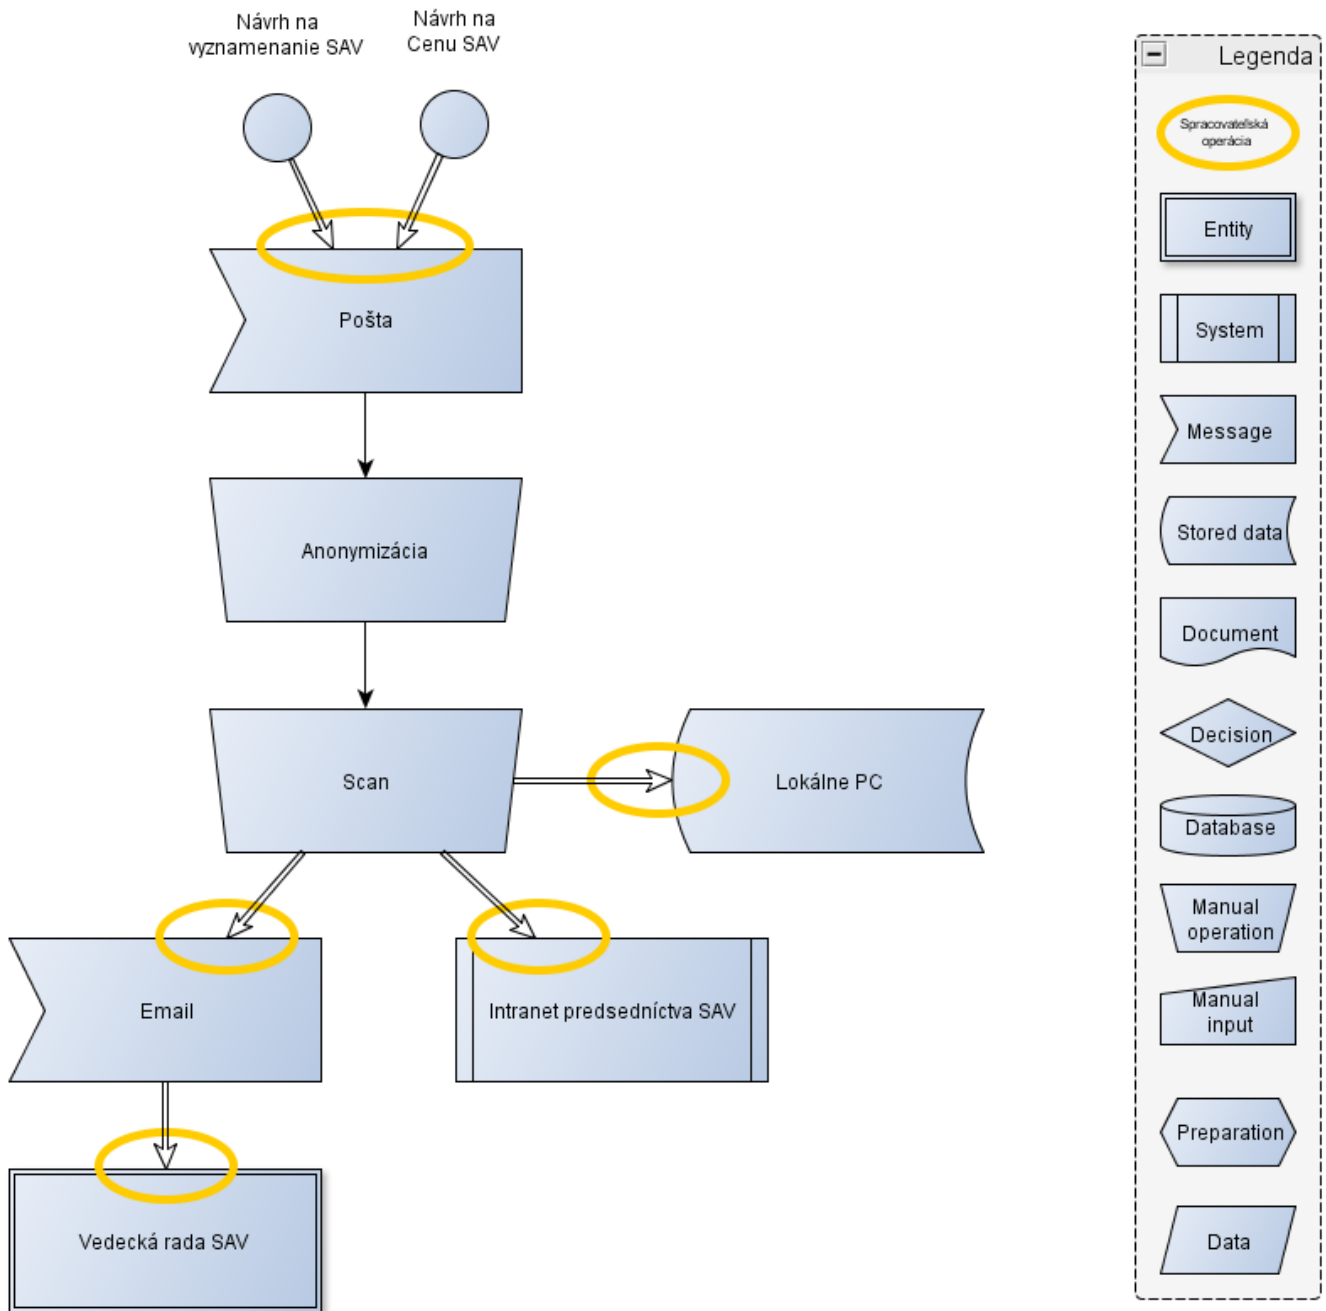 Návrh na
vyznamenanie SAV
Návrh na
Cenu SAV
Pošta
Anonymizácia
Scan
Lokálne PC
Email
Intranet predsedníctva SAV
Vedecká rada SAV
Legenda
Spracovateľská
operácia
Entity
System
Message
Stored data
Document
Decision
Database
Manual
operation
Manual
input
Preparation
Data